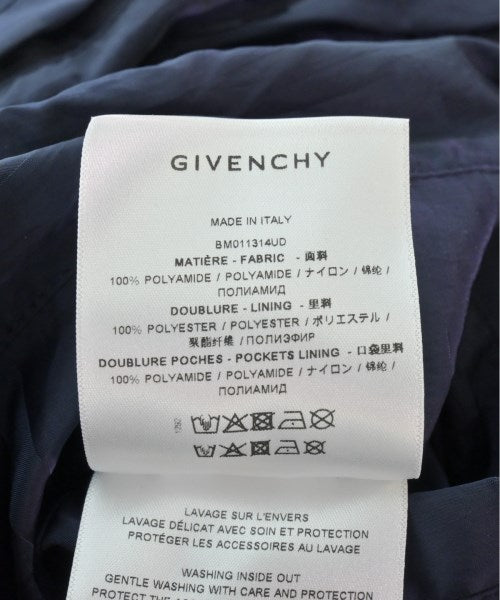 GIVENCHY
MADE IN ITALY
BM011314UD
MATIÈRE - FABRIC - 面料
100% POLYAMIDE / POLYAMIDE / ナイロン / 锦纶 /
ПОЛИАМИД
DOUBLURE - LINING - 里料
100% POLYESTER / POLYESTER / ポリエステル /
聚酯纤维 / ПОЛИЭФИР
DOUBLURE POCHES - POCKETS LINING - 口袋里料
100% POLYAMIDE / POLYAMIDE / ナイロン / 锦纶 /
ПОЛИАМИД
LAVAGE SUR L'ENVERS
LAVAGE DÉLICAT AVEC SOIN ET PROTECTION
PROTÉGER LES ACCESSOIRES AU LAVAGE
WASHING INSIDE OUT
GENTLE WASHING WITH CARE AND PROTECTION
PROTECT THE